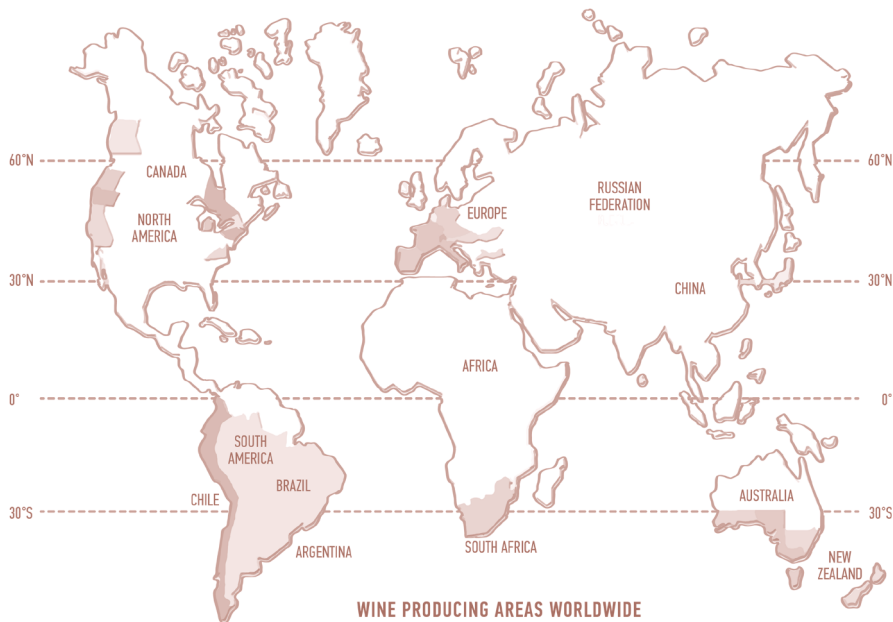 60°N
60°N
CANADA
RUSSIAN
FEDERATION
EUROPE
NORTH
AMERICA
30°N
30°N
CHINA
AFRICA
0°
0°
SOUTH
AMERICA
BRAZIL
CHILE
AUSTRALIA
30°S
30°S
ARGENTINA
SOUTH AFRICA
NEW
ZEALAND
WINE PRODUCING AREAS WORLDWIDE